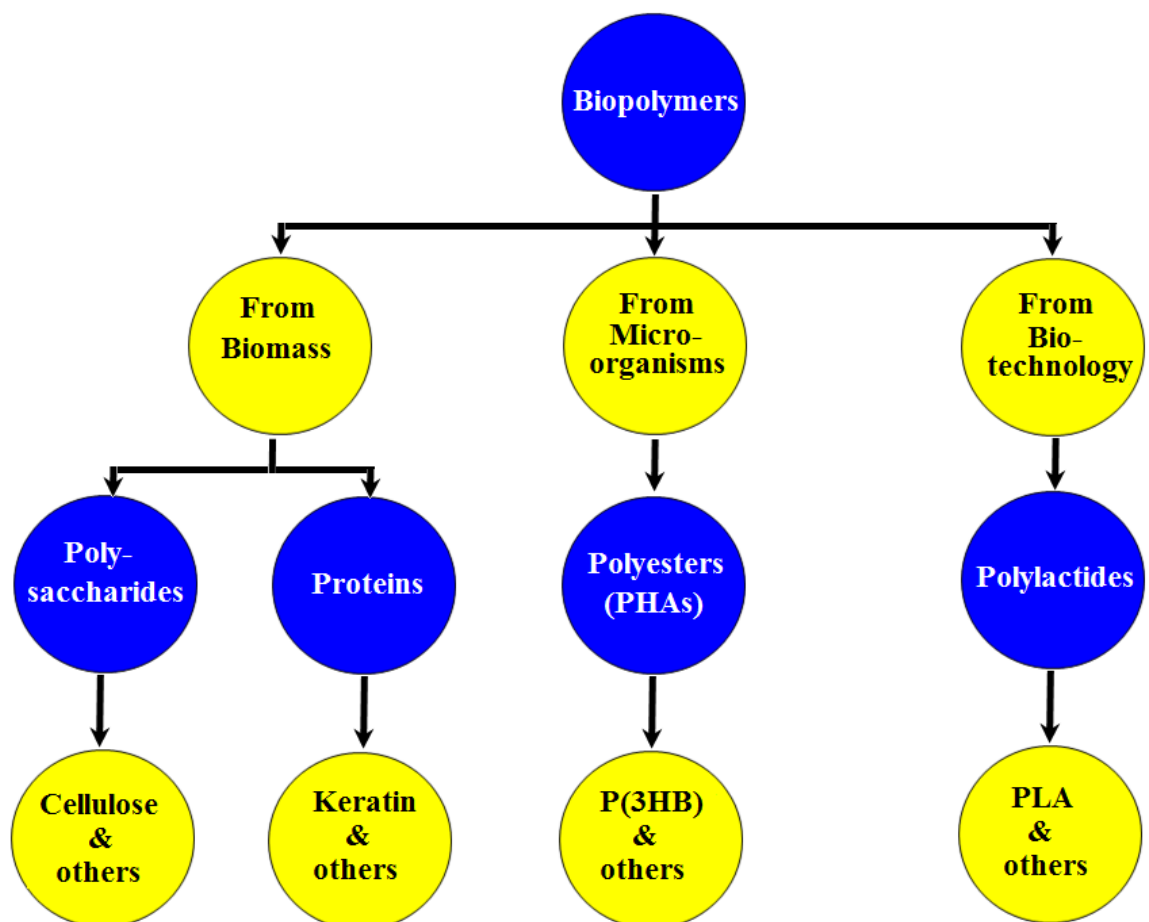 Biopolymers
From
Biomass
From
Micro-
organisms
From
Bio-
technology
Poly-
saccharides
Proteins
Polyesters
(PHAs)
Polylactides
Cellulose
&
others
Keratin
&
others
P(3HB)
&
others
PLA
&
others